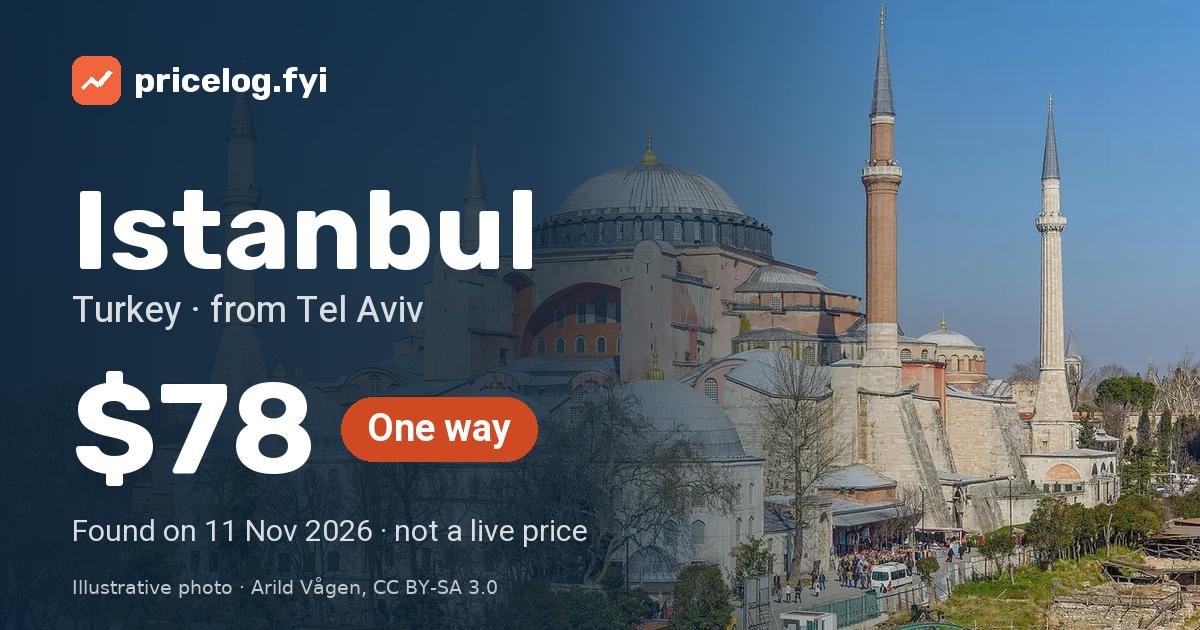 pricelog.fyi
Istanbul
Turkey · from Tel Aviv
$78 One way
Found on 11 Nov 2026 · not a live price
Illustrative photo · Arild Vågen, CC BY-SA 3.0